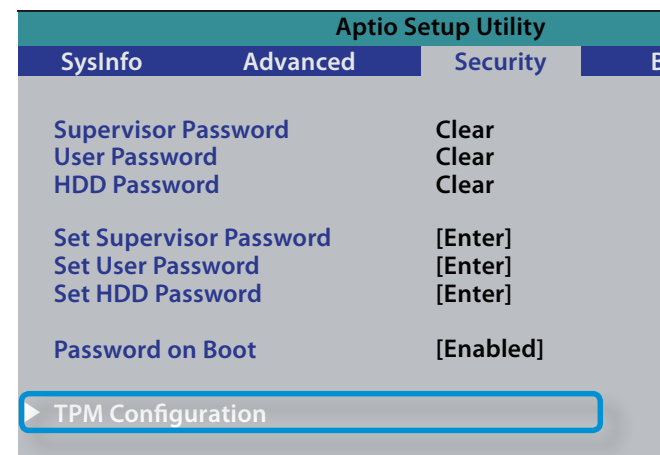 Aptio Setup Utility
SysInfo Advanced Security B
Supervisor Password Clear
User Password Clear
HDD Password Clear
Set Supervisor Password [Enter]
Set User Password [Enter]
Set HDD Password [Enter]
Password on Boot [Enabled]
TPM Configuration